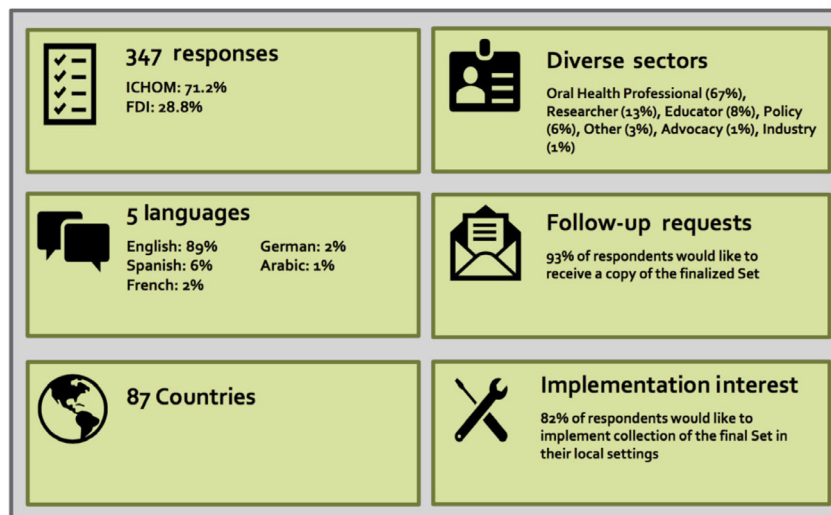 347 responses
ICHOM: 71.2%
FDI: 28.8%
Diverse sectors
Oral Health Professional (67%),
Researcher (13%), Educator (8%), Policy
(6%), Other (3%), Advocacy (1%), Industry
(1%)
5 languages
English: 89%
Spanish: 6%
French: 2%
German: 2%
Arabic: 1%
Follow-up requests
93% of respondents would like to
receive a copy of the finalized Set
87 Countries
Implementation interest
82% of respondents would like to
implement collection of the final Set in
their local settings